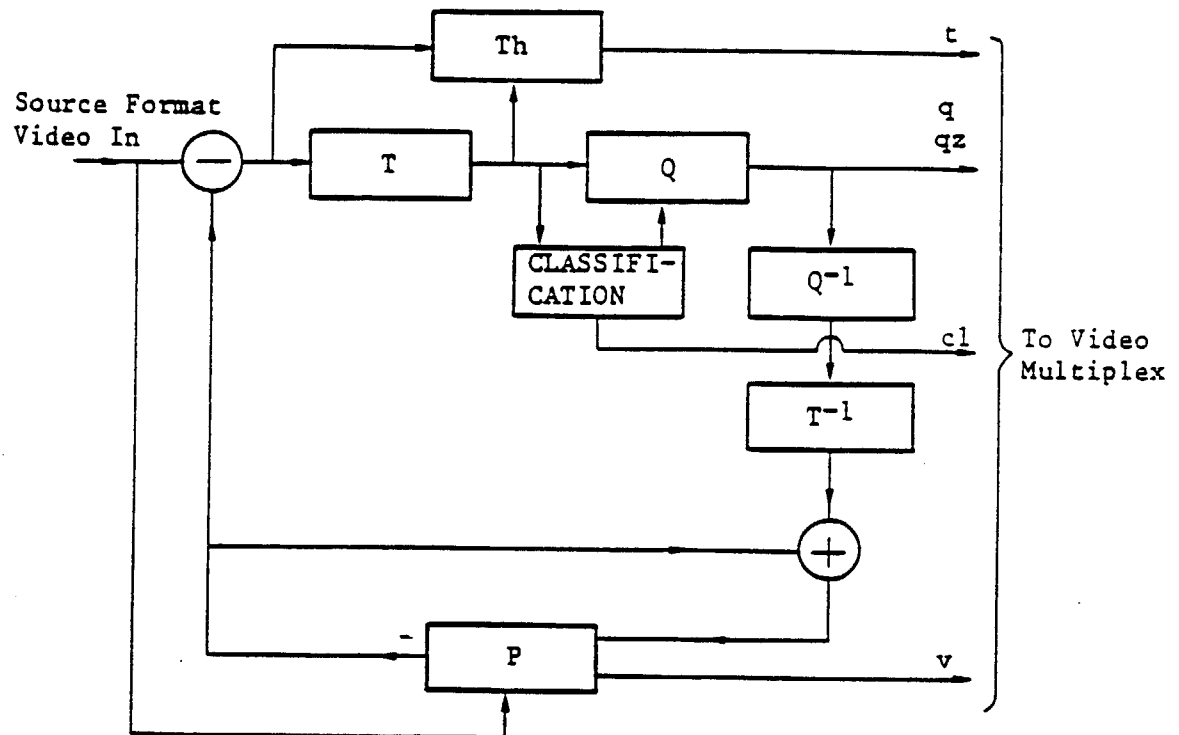 Th
t
Source Format
Video In
q
qz
−
T
Q
CLASSIFI-
CATION
Q-1
cl
To Video
Multiplex
T-1
+
-
P
v